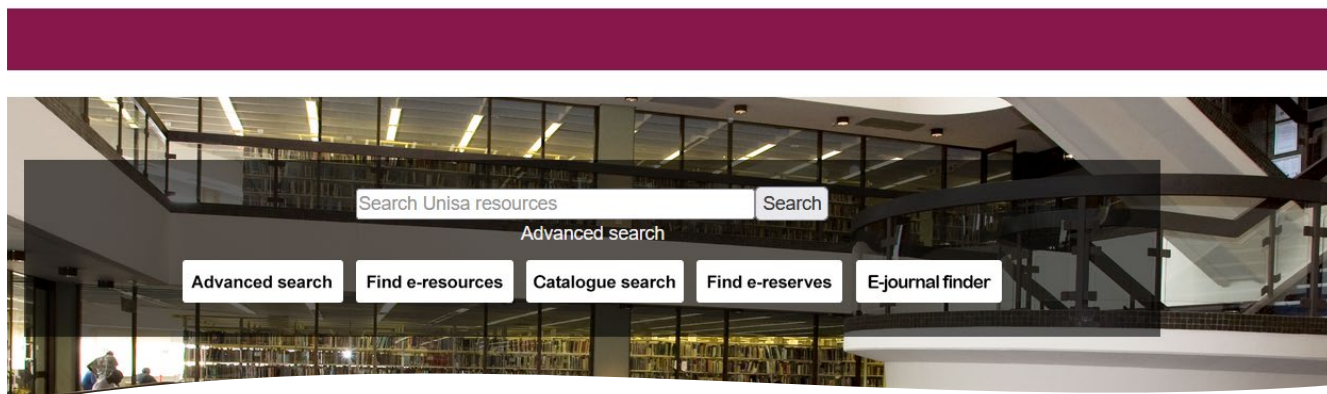 Search Unisa resources Search
Advanced search
Advanced search Find e-resources Catalogue search Find e-reserves E-journal finder